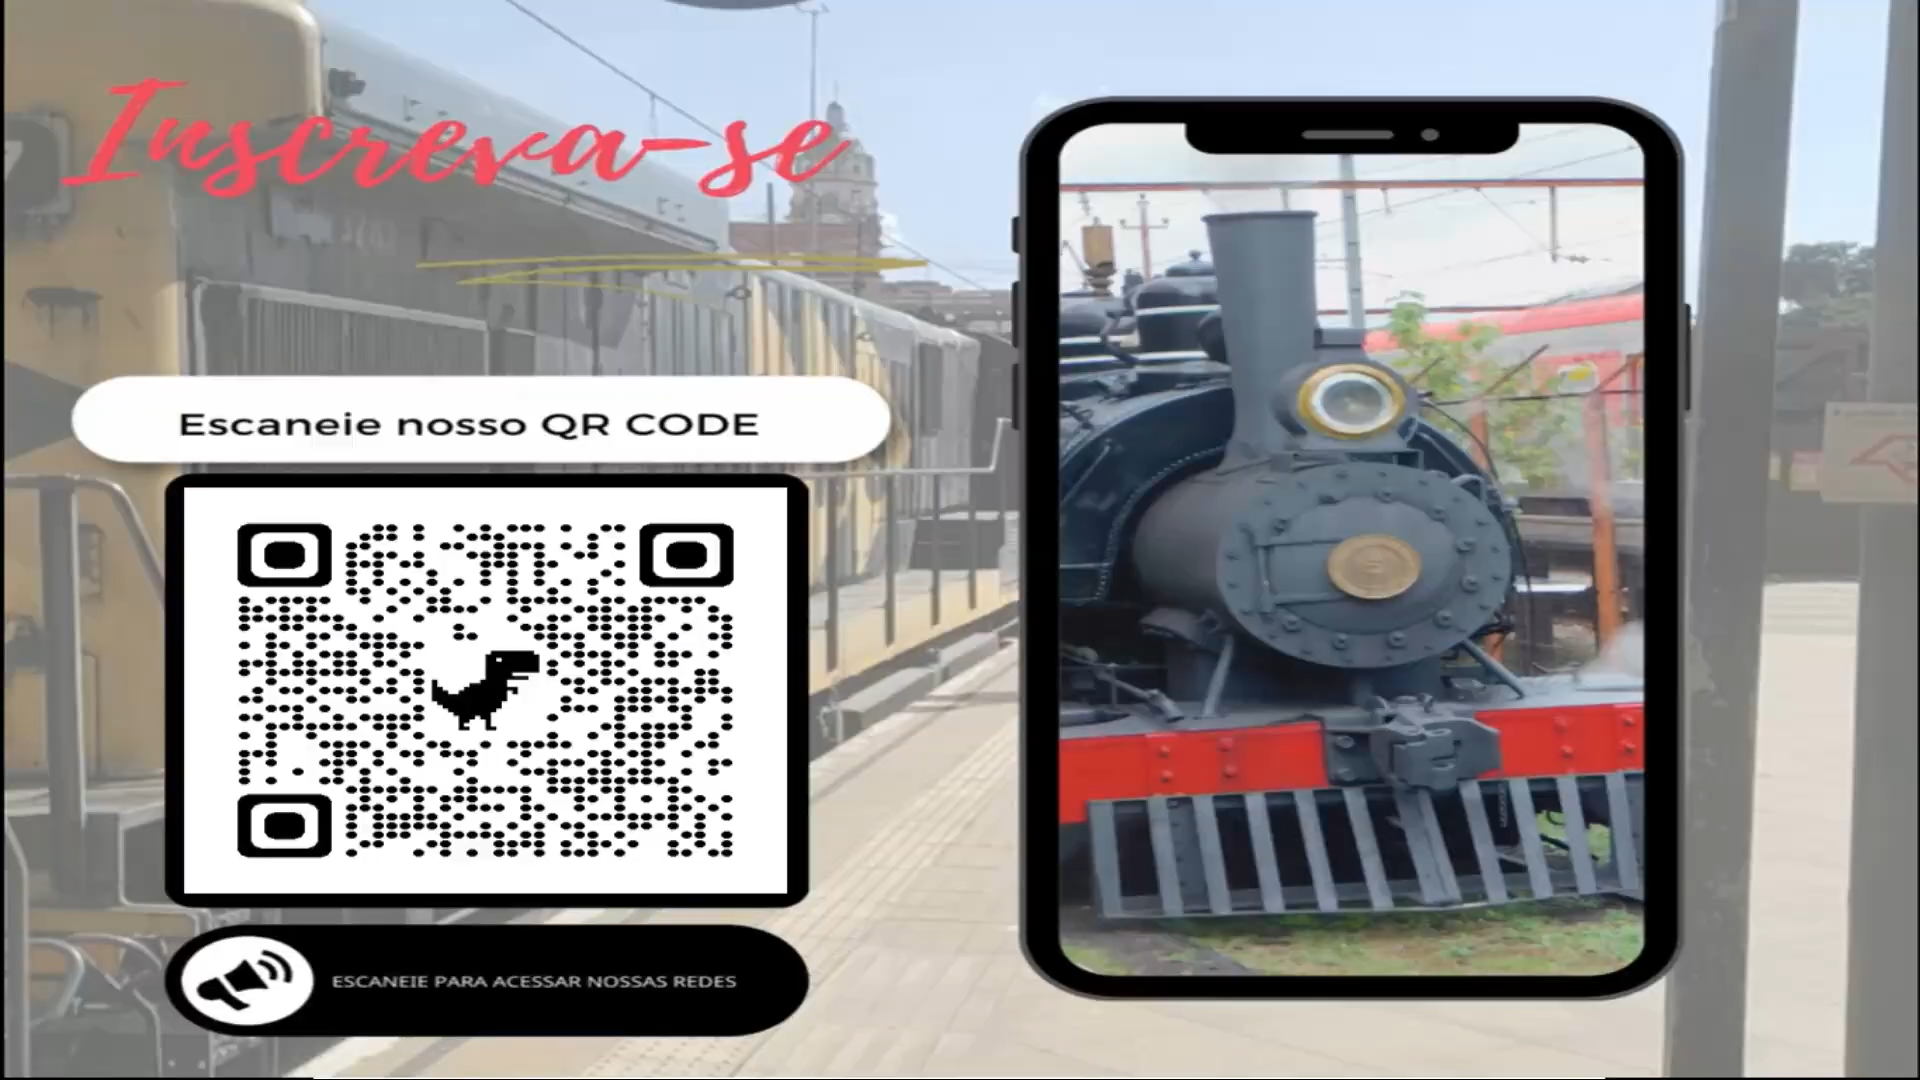 Inscreva-se
Escaneie nosso QR CODE
ESCANEIE PARA ACESSAR NOSSAS REDES